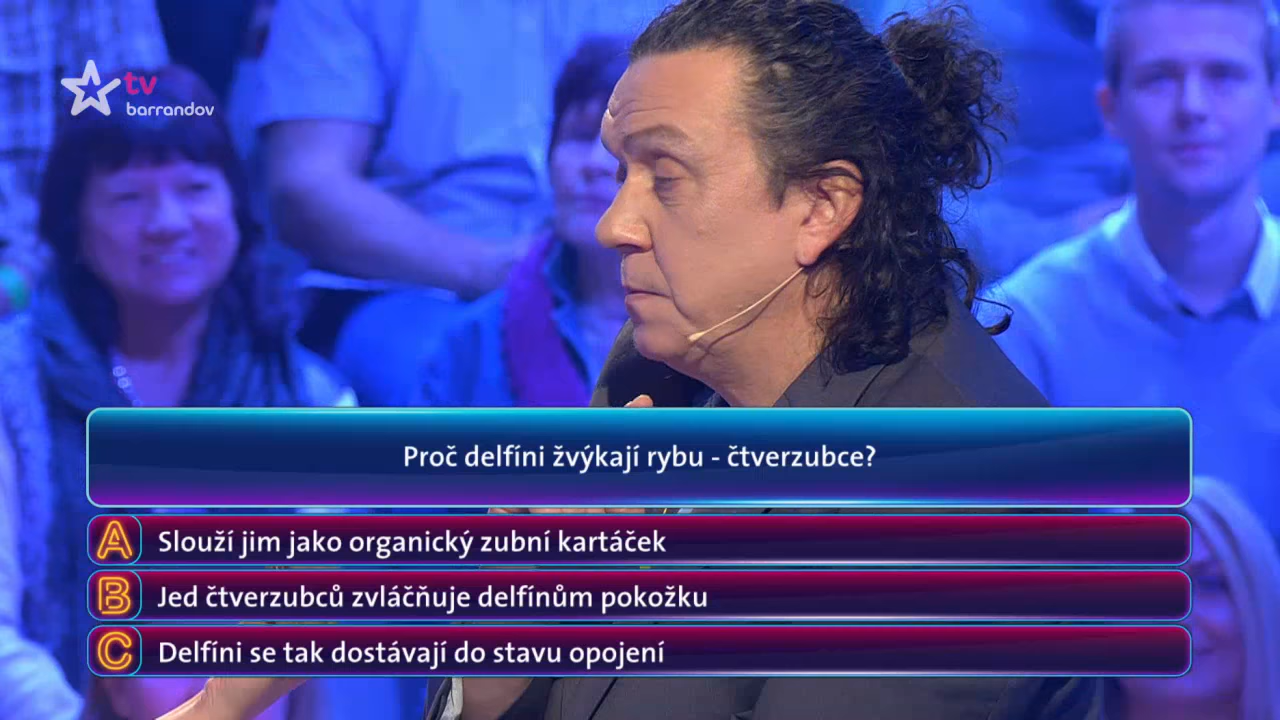 tv
barrandov
Proč delfíni žvýkají rybu - čtverzubce?
A Slouží jim jako organický zubní kartáček
B Jed čtverzubců zvláčňuje delfínům pokožku
C Delfíni se tak dostávají do stavu opojení